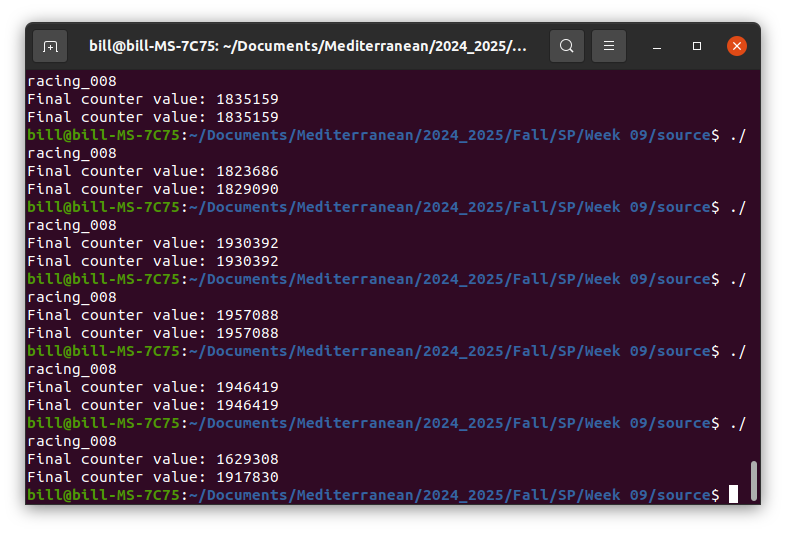 bill@bill-MS-7C75: ~/Documents/Mediterranean/2024_2025/...
racing_008
Final counter value: 1835159
Final counter value: 1835159
bill@bill-MS-7C75:~/Documents/Mediterranean/2024_2025/Fall/SP/Week 09/source$ ./
racing_008
Final counter value: 1823686
Final counter value: 1829090
bill@bill-MS-7C75:~/Documents/Mediterranean/2024_2025/Fall/SP/Week 09/source$ ./
racing_008
Final counter value: 1930392
Final counter value: 1930392
bill@bill-MS-7C75:~/Documents/Mediterranean/2024_2025/Fall/SP/Week 09/source$ ./
racing_008
Final counter value: 1957088
Final counter value: 1957088
bill@bill-MS-7C75:~/Documents/Mediterranean/2024_2025/Fall/SP/Week 09/source$ ./
racing_008
Final counter value: 1946419
Final counter value: 1946419
bill@bill-MS-7C75:~/Documents/Mediterranean/2024_2025/Fall/SP/Week 09/source$ ./
racing_008
Final counter value: 1629308
Final counter value: 1917830
bill@bill-MS-7C75:~/Documents/Mediterranean/2024_2025/Fall/SP/Week 09/source$